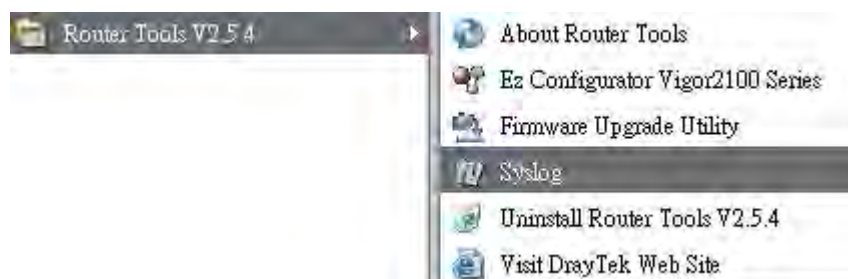 Router Tools V2.5.4
About Router Tools
Ez Configurator Vigor2100 Series
Firmware Upgrade Utility
Syslog
Uninstall Router Tools V2.5.4
Visit DrayTek Web Site